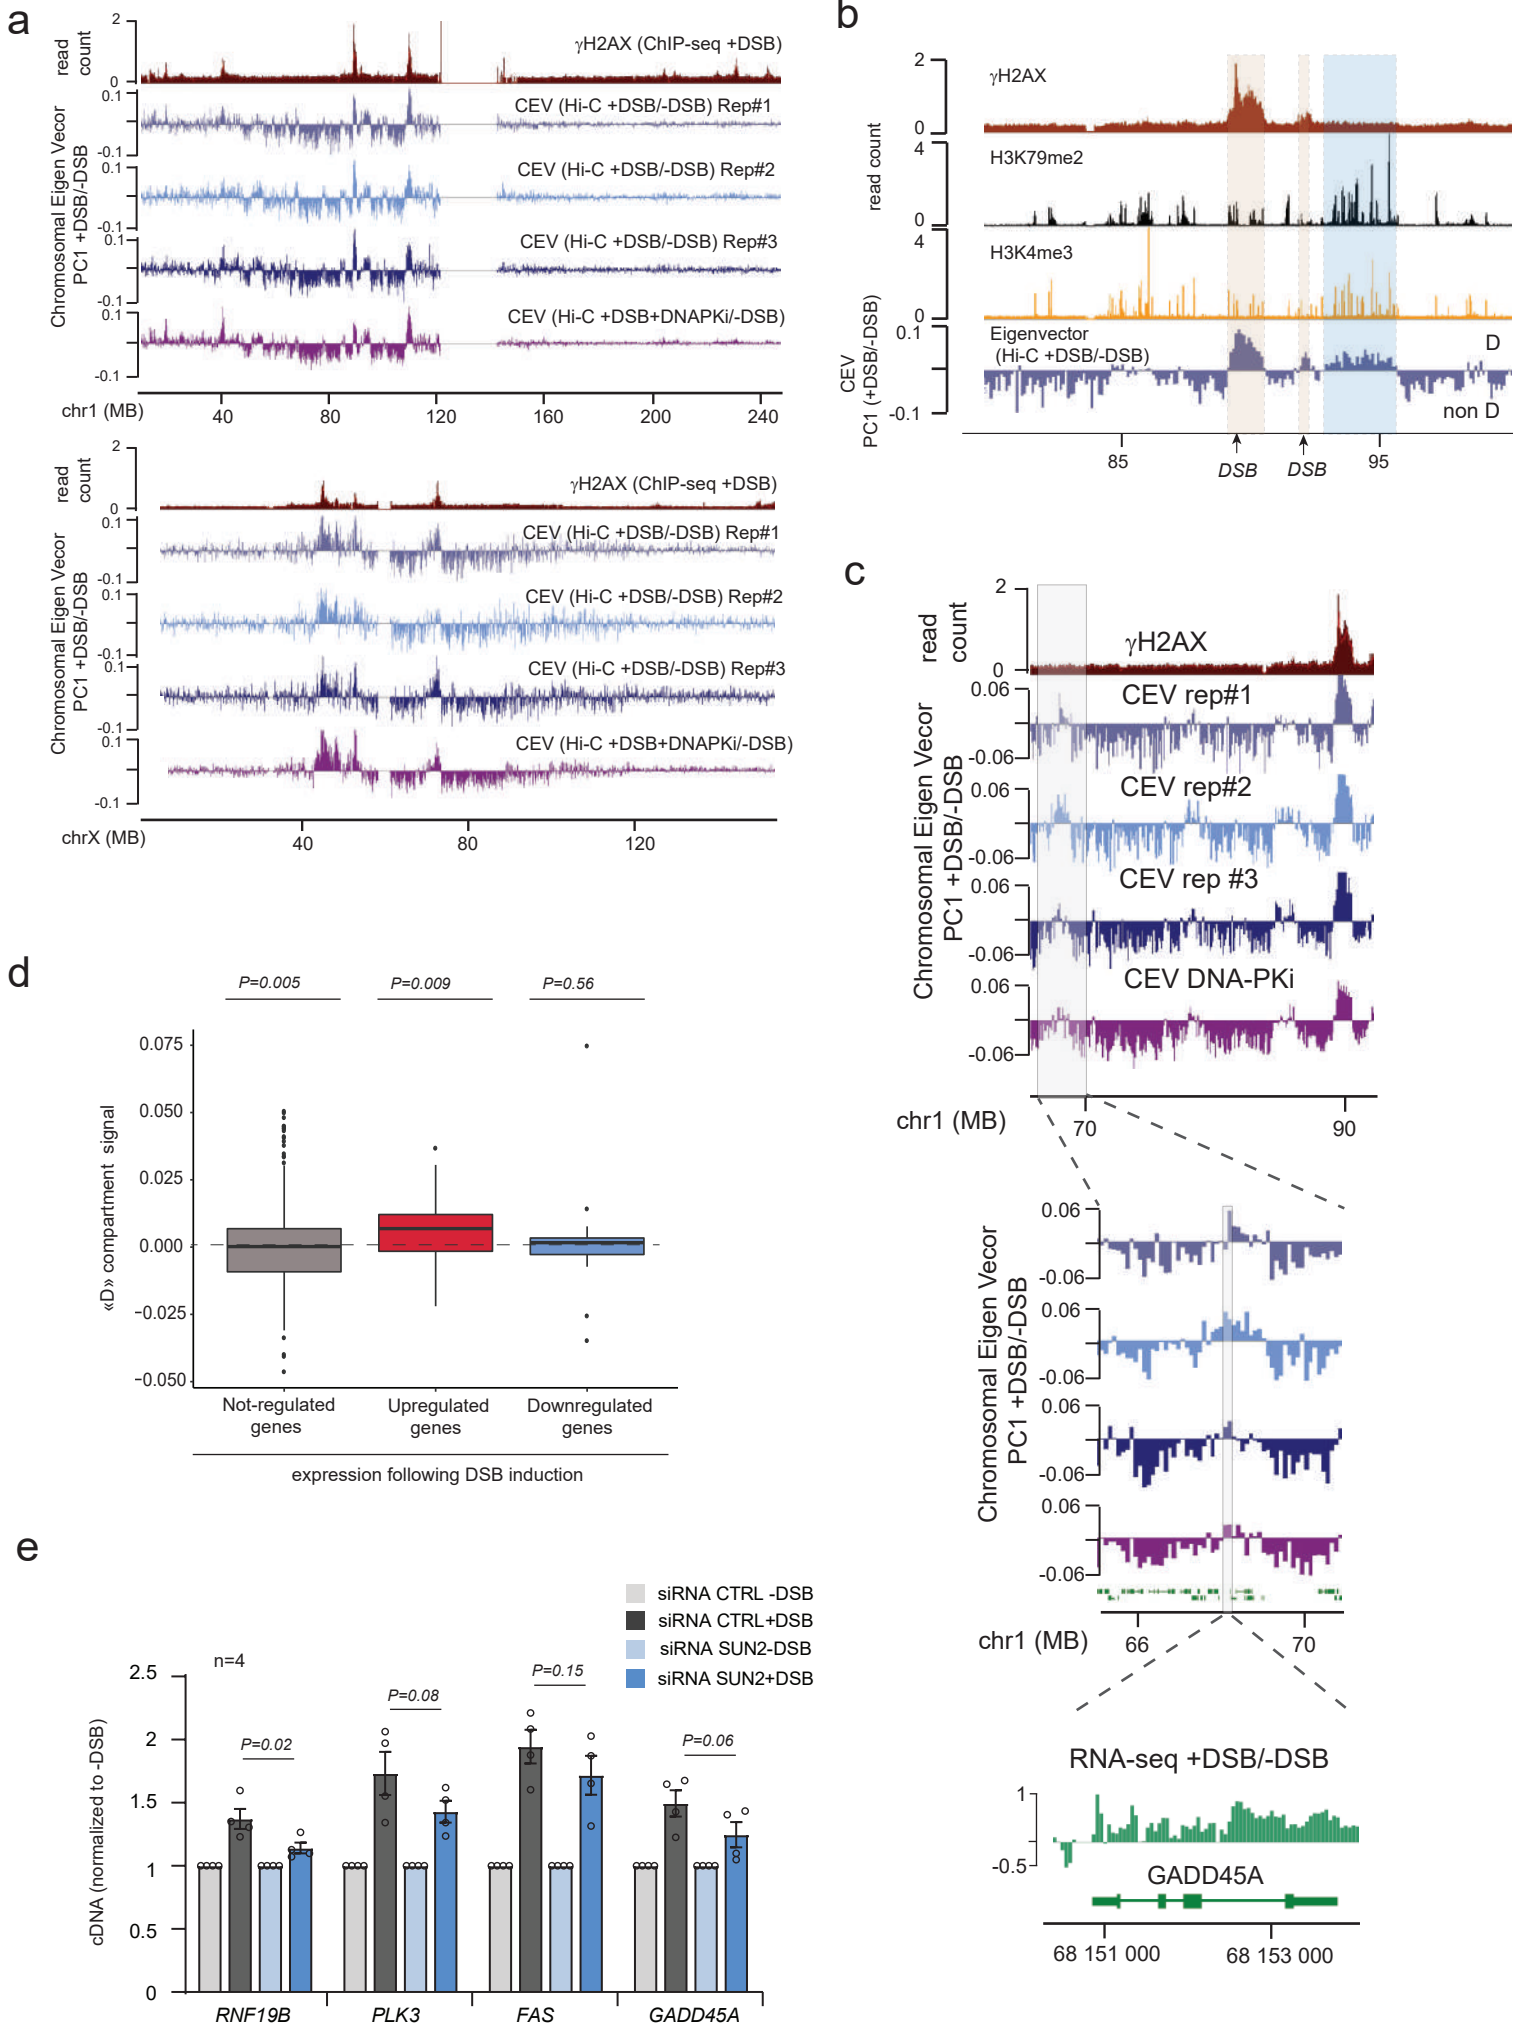 a
2
0
read
count
γH2AX (ChIP-seq +DSB)
Chromosomal Eigen Vecor
PC1 +DSB/-DSB
0.1
-0.1
CEV (Hi-C +DSB/-DSB) Rep#1
0.1
-0.1
CEV (Hi-C +DSB/-DSB) Rep#2
0.1
-0.1
CEV (Hi-C +DSB/-DSB) Rep#3
0.1
-0.1
CEV (Hi-C +DSB+DNAPKi/-DSB)
chr1 (MB)
40 80 120 160 200 240
2
0
read
count
γH2AX (ChIP-seq +DSB)
Chromosomal Eigen Vecor
PC1 +DSB/-DSB
0.1
-0.1
CEV (Hi-C +DSB/-DSB) Rep#1
0.1
-0.1
CEV (Hi-C +DSB/-DSB) Rep#2
0.1
-0.1
CEV (Hi-C +DSB/-DSB) Rep#3
0.1
-0.1
CEV (Hi-C +DSB+DNAPKi/-DSB)
chrX (MB)
40 80 120
b
2
0
γH2AX
read count
4
0
H3K79me2
4
0
H3K4me3
CEV
PC1 (+DSB/-DSB)
0.1
-0.1
Eigenvector
(Hi-C +DSB/-DSB)
D
non D
85 95
DSB DSB
c
2
0
read
count
γH2AX
Chromosomal Eigen Vecor
PC1 +DSB/-DSB
0.06
-0.06
CEV rep#1
0.06
-0.06
CEV rep#2
0.06
-0.06
CEV rep #3
0.06
-0.06
CEV DNA-PKi
chr1 (MB)
70 90
Chromosomal Eigen Vecor
PC1 +DSB/-DSB
0.06
-0.06
0.06
-0.06
0.06
-0.06
0.06
-0.06
chr1 (MB)
66 70
RNA-seq +DSB/-DSB
1
-0.5
GADD45A
68 151 000 68 153 000
d
P=0.005 P=0.009 P=0.56
«D» compartment signal
0.075
0.050
0.025
0.000
−0.025
−0.050
Not-regulated
genes
Upregulated
genes
Downregulated
genes
expression following DSB induction
e
siRNA CTRL -DSB
siRNA CTRL+DSB
siRNA SUN2-DSB
siRNA SUN2+DSB
n=4
cDNA (normalized to -DSB)
2.5
2
1.5
1
0.5
0
P=0.02
P=0.08
P=0.15
P=0.06
RNF19B PLK3 FAS GADD45A